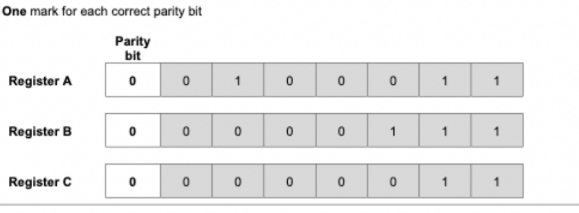 One mark for each correct parity bit
Parity
bit
Register A 0 0 1 0 0 0 1 1
Register B 0 0 0 0 0 1 1 1
Register C 0 0 0 0 0 0 1 1